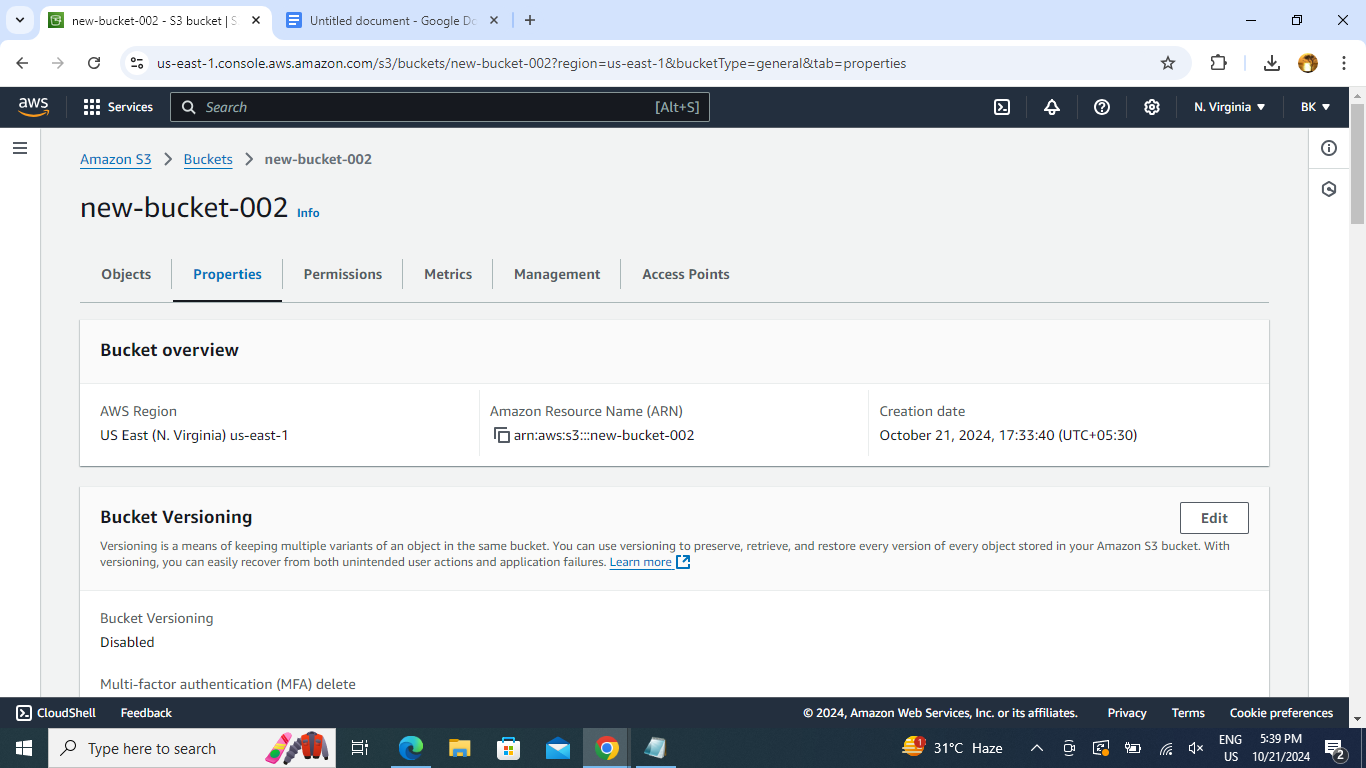 new-bucket-002 - S3 bucket | S
Untitled document - Google Do
us-east-1.console.aws.amazon.com/s3/buckets/new-bucket-002?region=us-east-1&bucketType=general&tab=properties
aws
Services
Search
[Alt+S]
N. Virginia
BK
Amazon S3
Buckets
new-bucket-002
new-bucket-002 Info
Objects
Properties
Permissions
Metrics
Management
Access Points
Bucket overview
AWS Region
US East (N. Virginia) us-east-1
Amazon Resource Name (ARN)
arn:aws:s3:::new-bucket-002
Creation date
October 21, 2024, 17:33:40 (UTC+05:30)
Bucket Versioning
Edit
Versioning is a means of keeping multiple variants of an object in the same bucket. You can use versioning to preserve, retrieve, and restore every version of every object stored in your Amazon S3 bucket. With
versioning, you can easily recover from both unintended user actions and application failures. Learn more
Bucket Versioning
Disabled
Multi-factor authentication (MFA) delete
CloudShell
Feedback
© 2024, Amazon Web Services, Inc. or its affiliates.
Privacy
Terms
Cookie preferences
Type here to search
1
31°C Haze
ENG
US
5:39 PM
10/21/2024
2